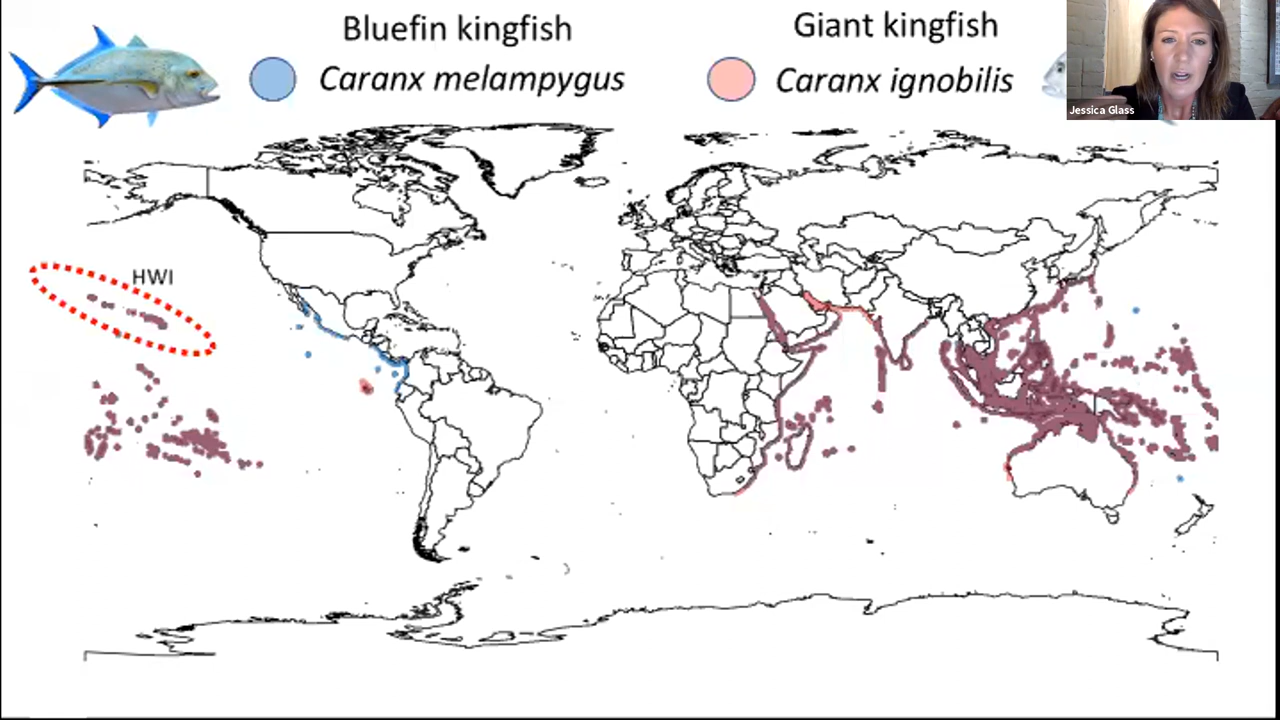 Bluefin kingfish
Caranx melampygus
Giant kingfish
Caranx ignobilis
Jessica Glass
HWI